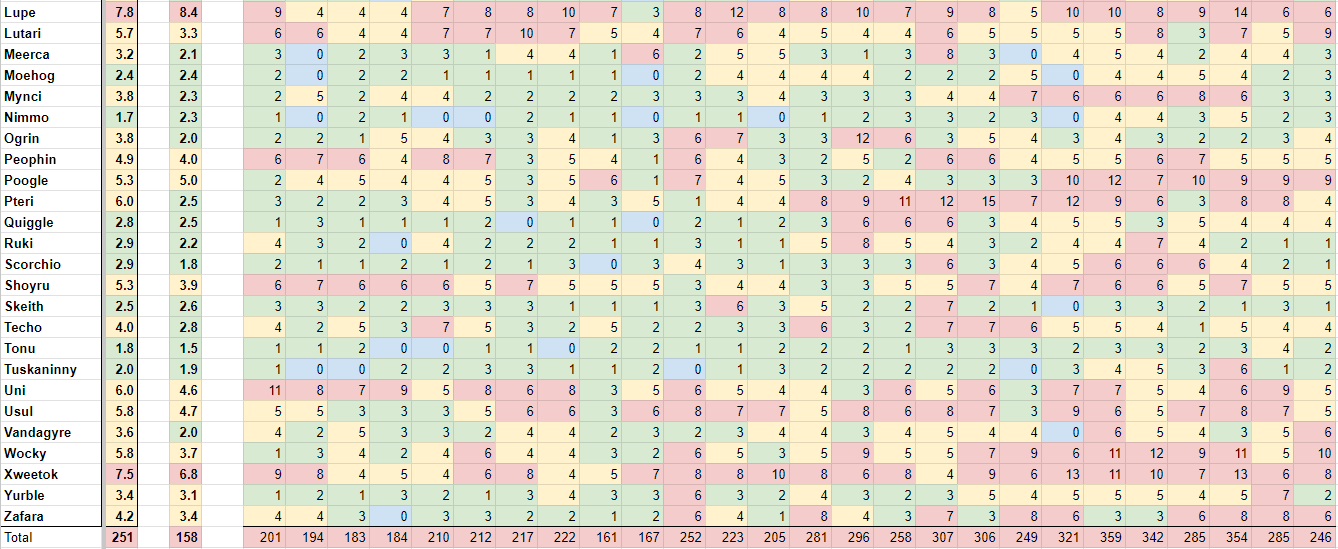 Lupe 7.8 8.4 9 4 4 4 7 8 8 10 7 3 8 12 8 8 10 7 9 8 5 10 10 8 9 14 6 6
Lutari 5.7 3.3 6 6 4 4 7 7 10 7 5 4 7 6 4 5 4 4 6 5 5 5 5 8 3 7 5 9
Meerca 3.2 2.1 3 0 2 3 3 1 4 4 1 6 2 5 5 3 1 3 8 3 0 4 5 4 2 4 4 3
Moehog 2.4 2.4 2 0 2 2 1 1 1 1 1 0 2 4 4 4 4 4 2 2 2 5 0 4 4 5 4 2 3
Mynci 3.8 2.3 2 5 2 4 4 2 2 2 2 3 3 3 4 3 3 3 4 4 7 6 6 6 8 6 3 3
Nimmo 1.7 2.3 1 0 2 1 0 0 2 1 1 0 1 1 0 1 2 3 3 2 3 0 4 4 3 5 2 3
Ogrin 3.8 2.0 2 2 1 5 4 3 3 4 1 3 6 7 3 3 12 6 3 5 4 3 4 3 2 2 3 4
Peophin 4.9 4.0 6 7 6 4 8 7 3 5 4 1 6 4 3 2 5 2 6 6 4 5 5 6 7 5 5 5
Poogle 5.3 5.0 2 4 5 4 4 5 3 5 6 1 7 4 5 3 2 4 3 3 3 10 12 7 10 9 9 9
Pteri 6.0 2.5 3 2 2 3 4 5 3 4 3 5 1 4 4 8 9 11 12 15 7 12 9 6 3 8 8 4
Quiggle 2.8 2.5 1 3 1 1 1 2 0 1 1 0 2 1 2 3 6 6 6 3 4 5 5 3 5 4 4 4
Ruki 2.9 2.2 4 3 2 0 4 2 2 2 1 1 3 1 1 5 8 5 4 3 2 4 4 7 4 2 1 1
Scorchio 2.9 1.8 2 1 1 2 1 2 1 3 0 3 4 3 1 3 3 3 6 3 4 5 6 6 6 4 2 1
Shoyru 5.3 3.9 6 7 6 6 6 5 7 5 5 5 3 4 4 3 3 5 5 7 4 7 6 6 5 7 6 5
Skeith 2.5 2.6 3 3 2 2 3 3 3 1 1 1 3 6 3 5 2 2 7 2 1 0 3 3 2 1 3 1
Techo 4.0 2.8 4 2 5 3 7 5 3 2 5 2 2 3 3 6 3 2 7 7 6 5 5 4 1 5 4 4
Tonu 1.8 1.5 1 1 2 0 0 1 1 0 2 2 1 1 2 2 2 1 3 3 3 2 3 3 2 3 4 2
Tuskaninny 2.0 1.9 1 0 0 2 2 3 3 1 1 2 0 1 3 2 2 2 2 2 0 3 4 5 3 6 1 2
Uni 6.0 4.6 11 8 7 9 5 8 6 8 3 5 6 5 4 4 3 6 5 6 3 7 7 5 4 6 9 5
Usul 5.8 4.7 5 5 3 3 3 5 6 6 3 6 8 7 7 5 8 6 8 7 3 9 6 5 7 8 7 5
Vandagyre 3.6 2.0 4 2 5 3 3 2 4 4 2 3 2 3 4 4 4 3 4 5 4 4 0 6 5 4 3 5 6
Wocky 5.8 3.7 1 3 4 2 4 6 4 4 3 2 6 5 3 5 9 5 5 7 9 6 11 12 9 11 5 10
Xweetok 7.5 6.8 9 8 4 5 4 6 8 4 5 7 8 8 10 8 6 8 4 9 6 13 11 10 7 13 6 8
Yurble 3.4 3.1 1 2 1 3 2 1 3 4 3 3 6 3 2 4 3 2 3 5 4 5 5 5 4 5 7 2
Zafara 4.2 3.4 4 4 3 0 3 3 2 2 1 2 6 4 1 8 4 3 7 3 8 6 3 3 6 8 8 6
Total 251 158 201 194 183 184 210 212 217 222 161 167 252 223 205 281 296 258 307 306 249 321 359 342 285 354 285 246